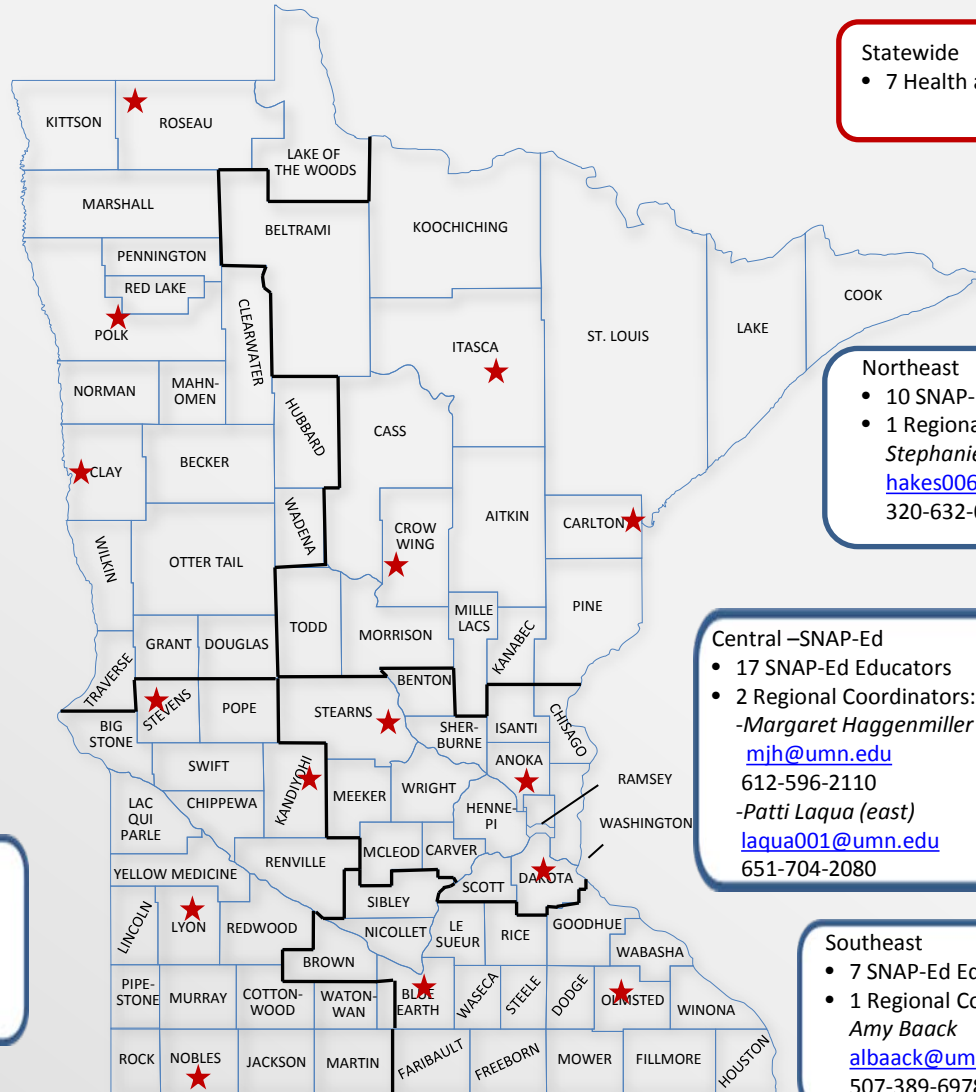 Statewide
• 7 Health a
KITTSON
ROSEAU
LAKE OF
THE WOODS
MARSHALL
BELTRAMI
KOOCHICHING
PENNINGTON
RED LAKE
POLK
CLEARWATER
ITASCA
ST. LOUIS
LAKE
COOK
NORMAN
MAHN-
OMEN
HUBBARD
CASS
CLAY
BECKER
WADENA
CROW
WING
AITKIN
CARLTON
WILKIN
OTTER TAIL
TODD
MORRISON
MILLE
LACS
KANABEC
PINE
GRANT
DOUGLAS
TRAVERSE
BENTON
BIG
STONE
STEVENS
POPE
STEARNS
SHER-
BURNE
ISANTI
CHISAGO
SWIFT
KANDIYOHI
ANOKA
RAMSEY
LAC
QUI
PARLE
CHIPPEWA
MEEKER
WRIGHT
HENNE-
PI
WASHINGTON
RENVILLE
MCLEOD
CARVER
YELLOW MEDICINE
SCOTT
DAKOTA
SIBLEY
LINCOLN
LYON
REDWOOD
NICOLLET
LE
SUEUR
RICE
GOODHUE
WABASHA
BROWN
PIPE-
STONE
MURRAY
COTTON-
WOOD
WATON-
WAN
BLUE
EARTH
WASECA
STEELE
DODGE
OLMSTED
WINONA
ROCK
NOBLES
JACKSON
MARTIN
FARIBAULT
FREEBORN
MOWER
FILLMORE
HOUSTON
Northeast
• 10 SNAP-
• 1 Regiona
Stephanie
hakes006
320-632-
Central –SNAP-Ed
• 17 SNAP-Ed Educators
• 2 Regional Coordinators:
-Margaret Haggenmiller
mjh@umn.edu
612-596-2110
-Patti Laqua (east)
laqua001@umn.edu
651-704-2080
Southeast
• 7 SNAP-Ed Ed
• 1 Regional Co
Amy Baack
albaack@um
507-389-697